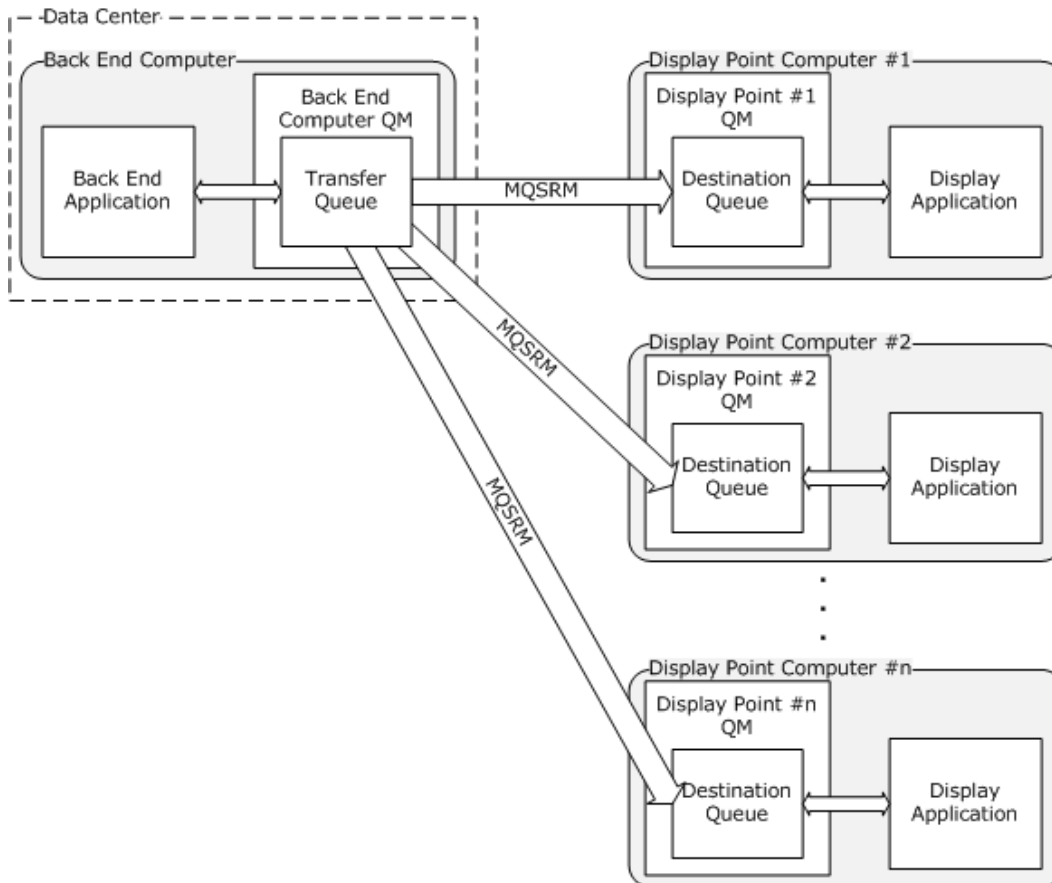 Data Center
Back End Computer
Back End
Computer QM
Back End
Application
Transfer
Queue
MQSRM
Display Point Computer #1
Display Point #1
QM
Destination
Queue
Display
Application
MQSRM
Display Point Computer #2
Display Point #2
QM
Destination
Queue
Display
Application
MQSRM
Display Point Computer #n
Display Point #n
QM
Destination
Queue
Display
Application